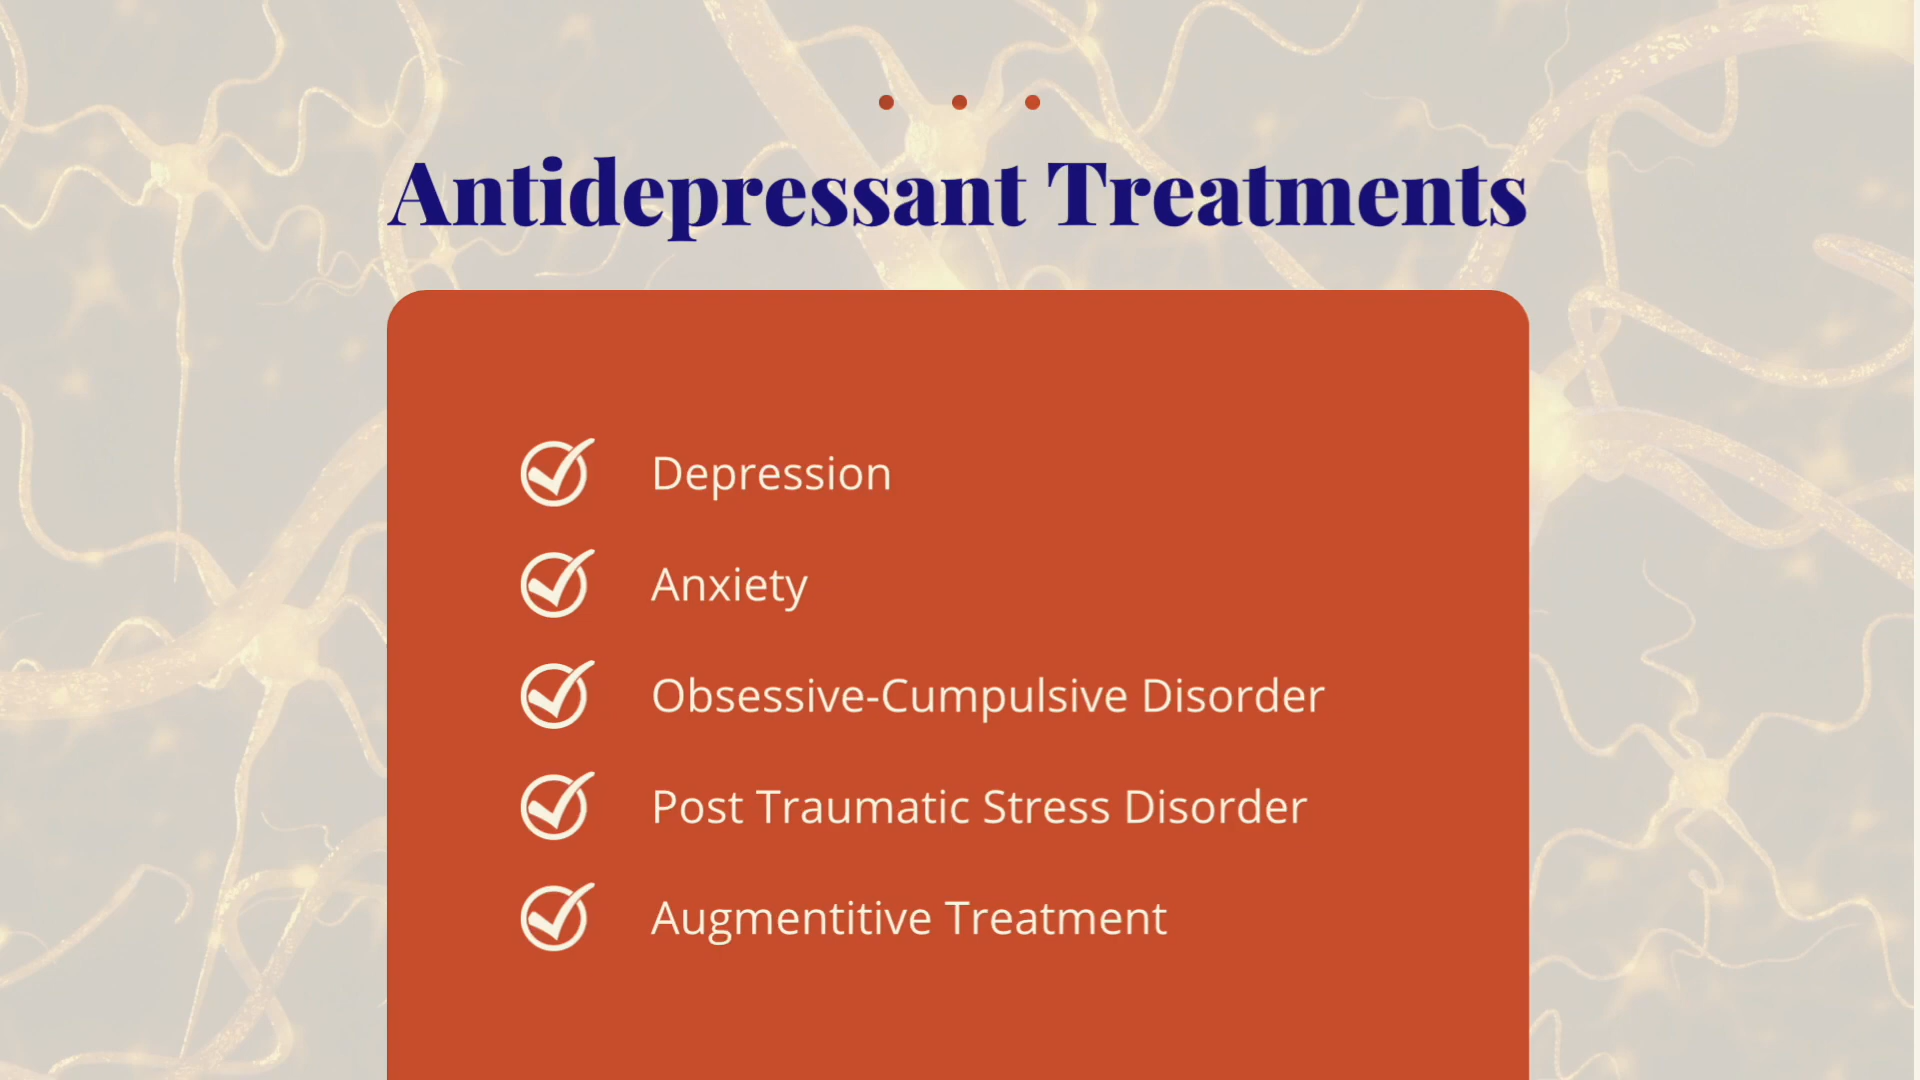 Antidepressant Treatments
Depression
Anxiety
Obsessive-Cumpulsive Disorder
Post Traumatic Stress Disorder
Augmentitive Treatment